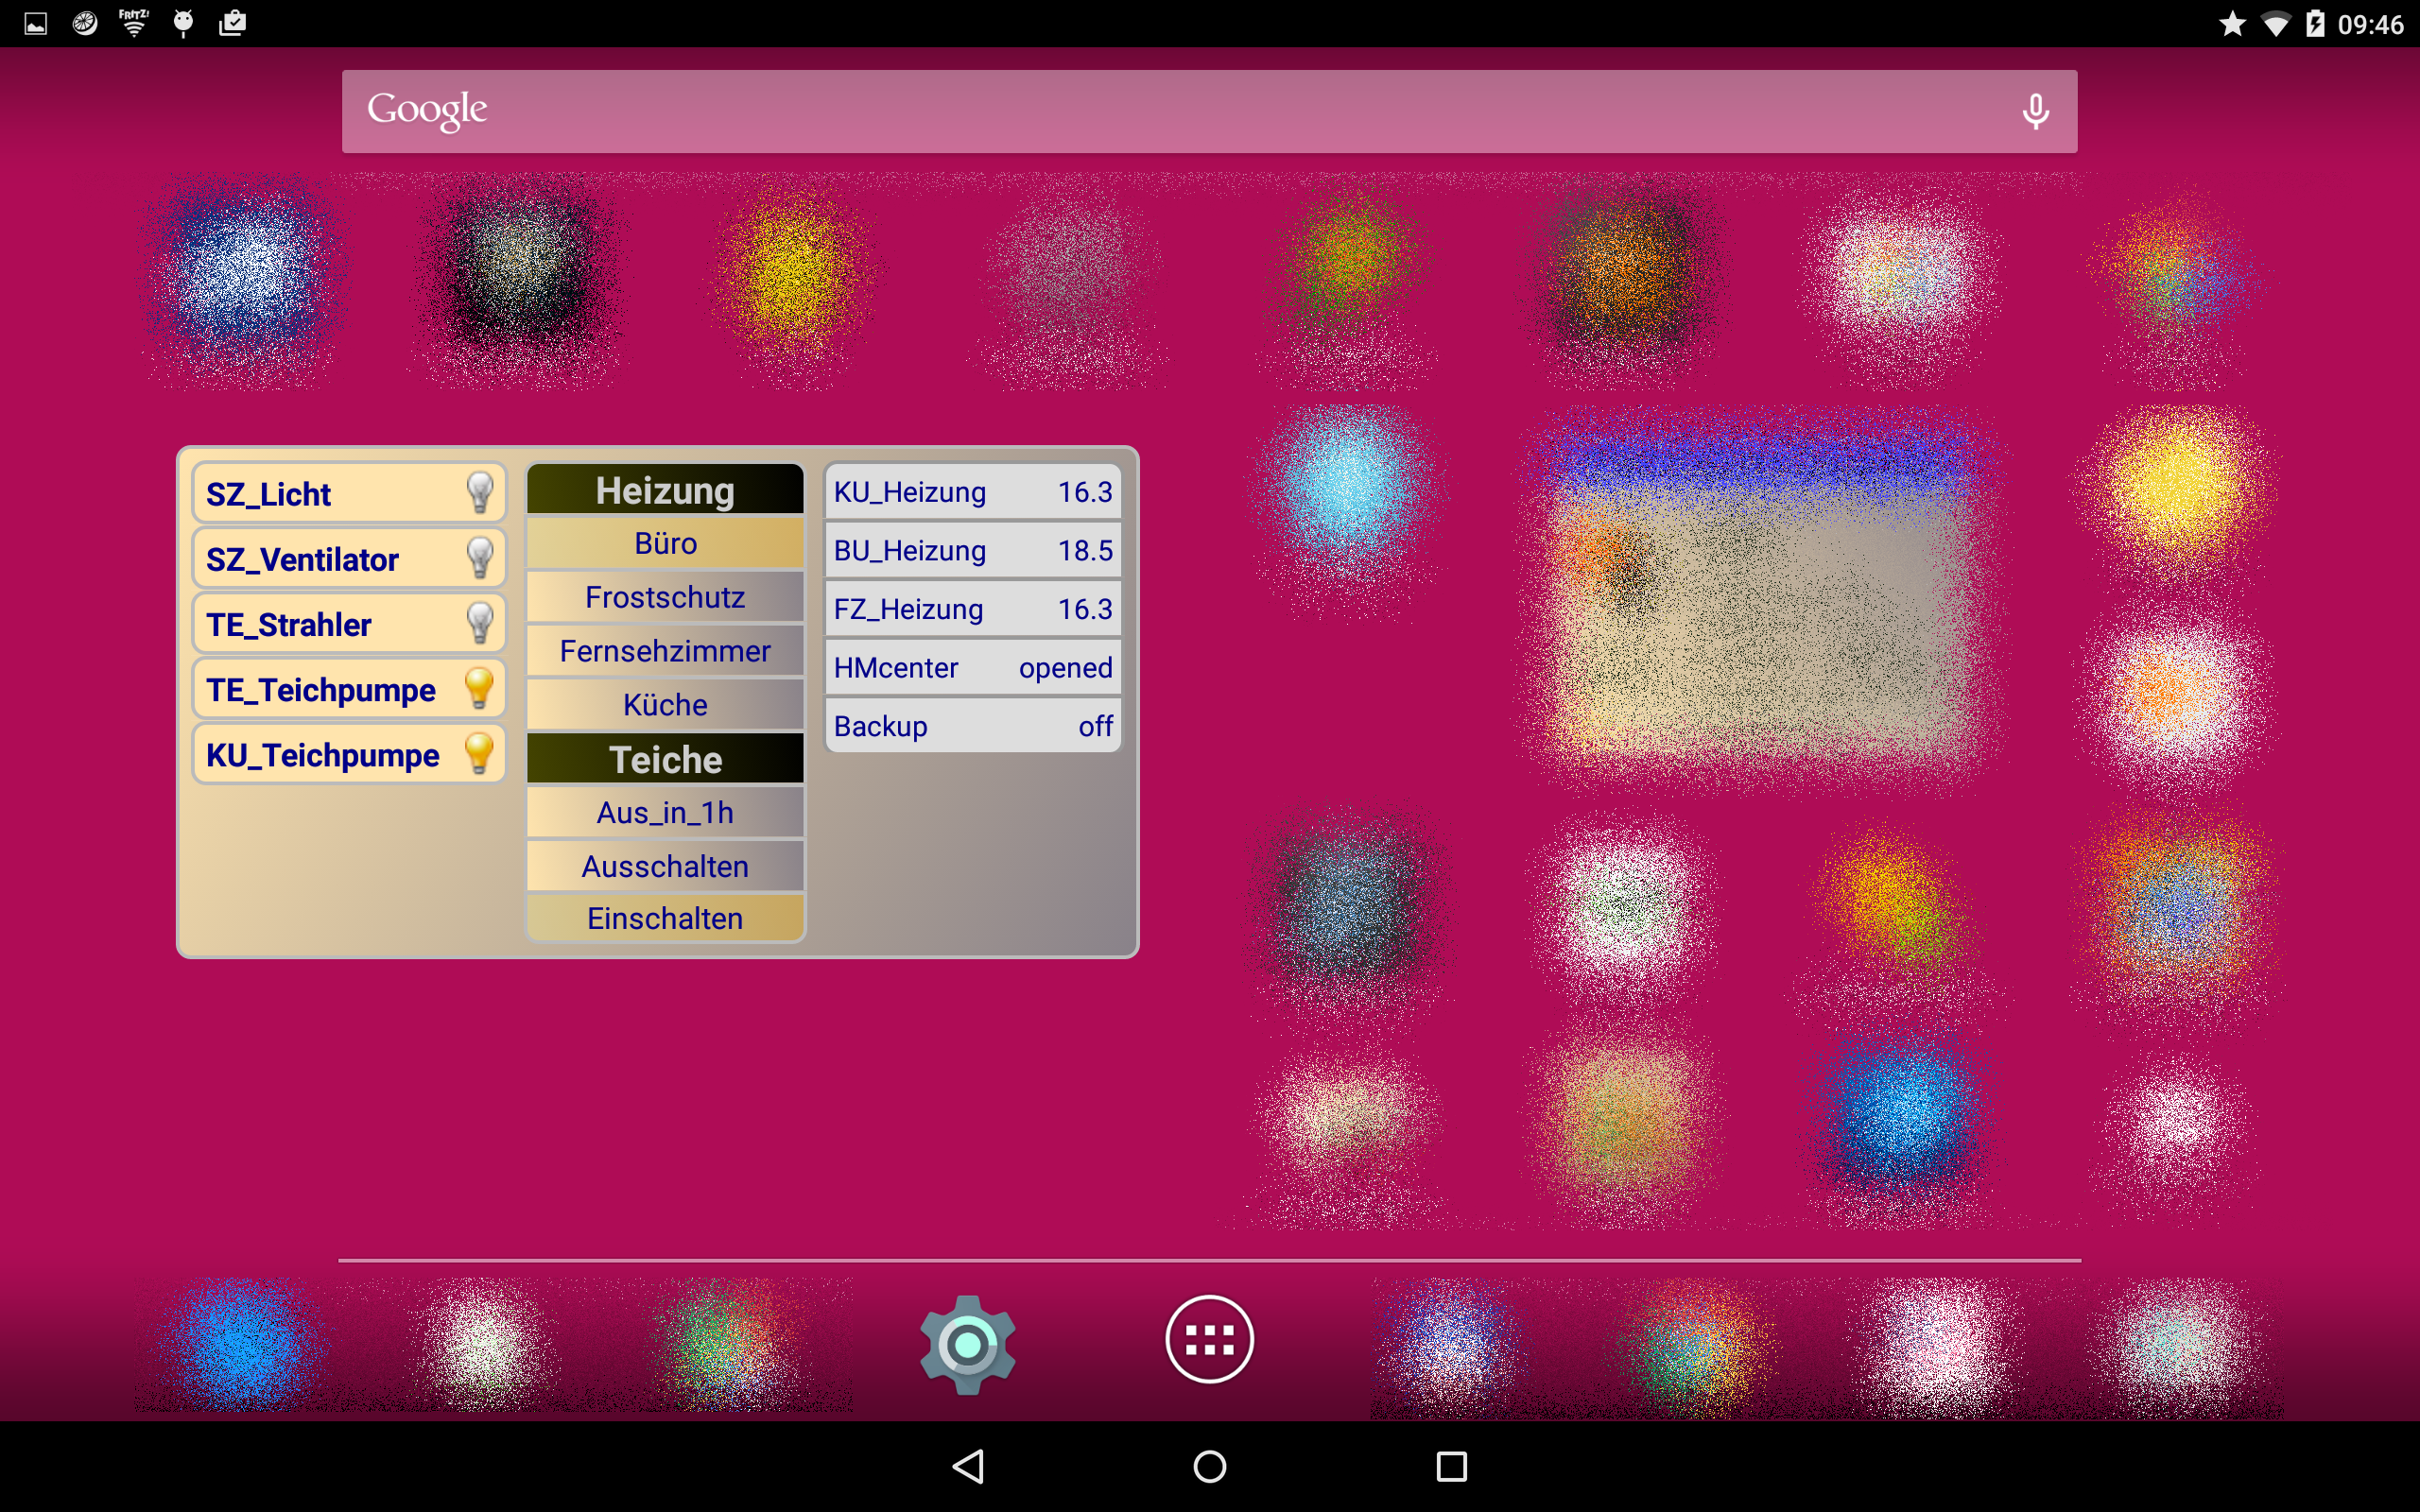 FRITZ! 09:46
Google
SZ_Licht
SZ_Ventilator
TE_Strahler
TE_Teichpumpe
KU_Teichpumpe
Heizung
Büro
Frostschutz
Fernsehzimmer
Küche
Teiche
Aus_in_1h
Ausschalten
Einschalten
KU_Heizung 16.3
BU_Heizung 18.5
FZ_Heizung 16.3
HMcenter opened
Backup off